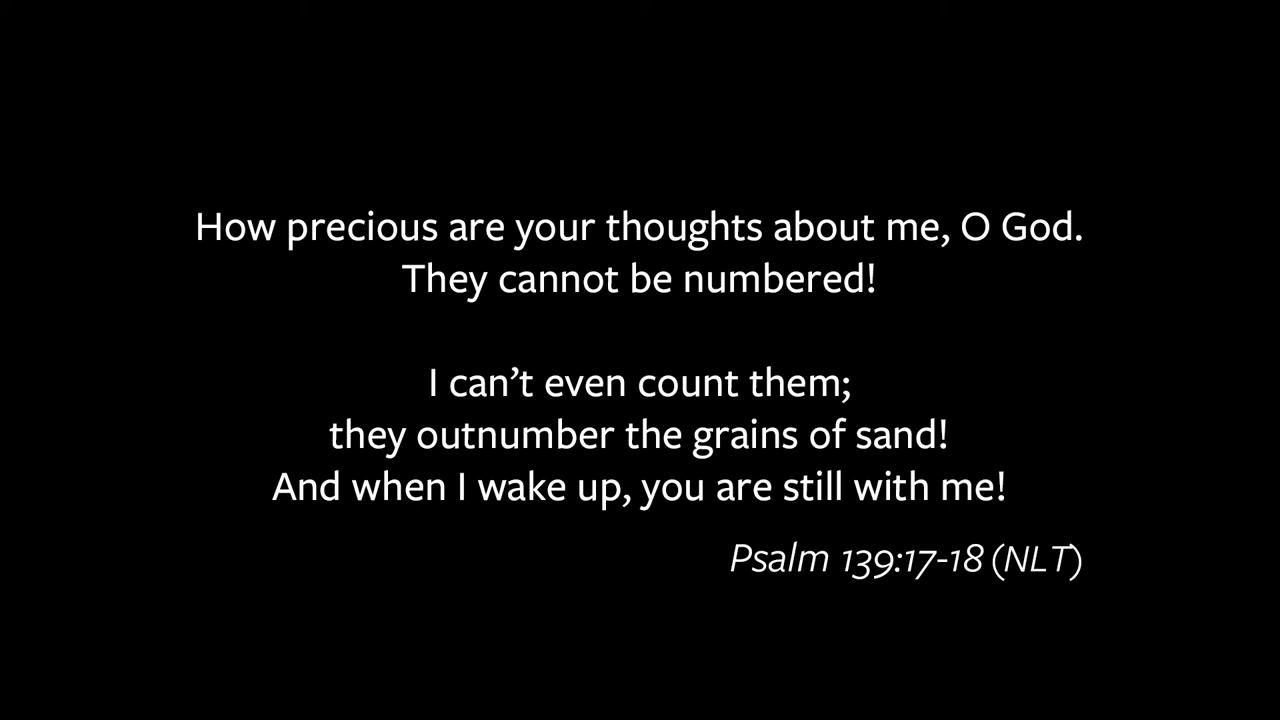 How precious are your thoughts about me, O God.
They cannot be numbered!
I can’t even count them;
they outnumber the grains of sand!
And when I wake up, you are still with me!
Psalm 139:17-18 (NLT)